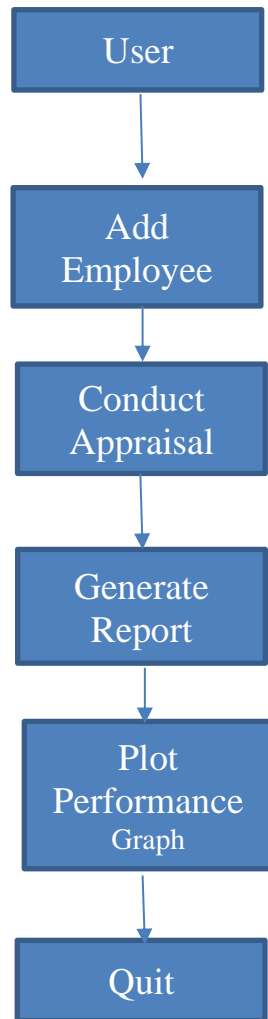 User
Add
Employee
Conduct
Appraisal
Generate
Report
Plot
Performance
Graph
Quit